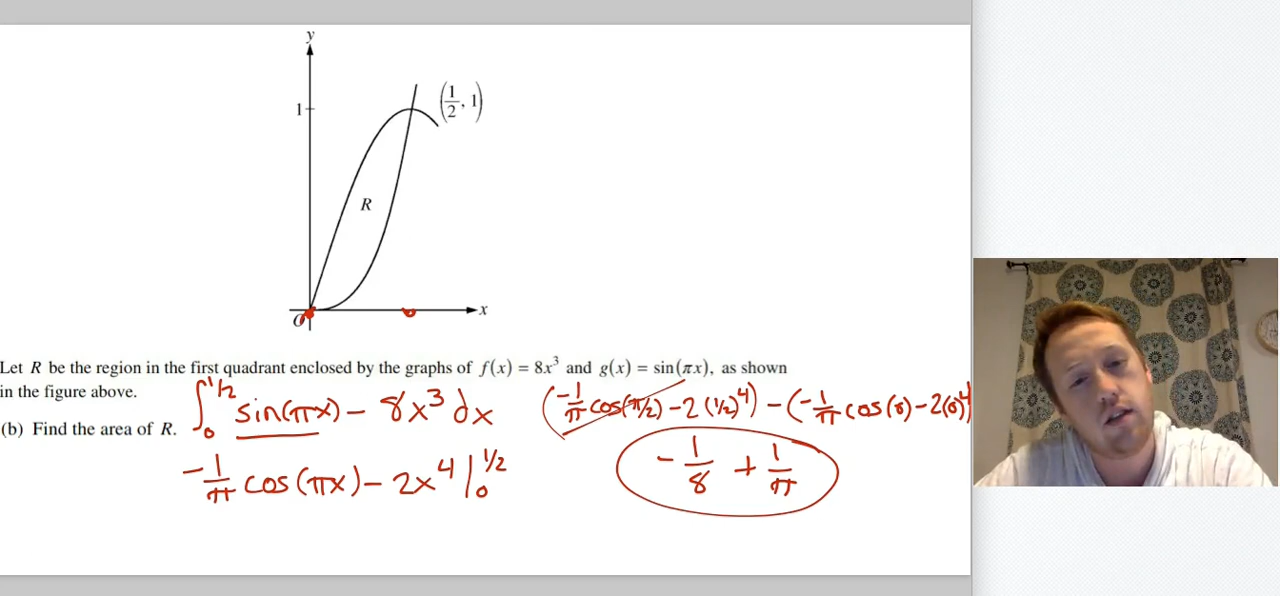 y
1
(1/2, 1)
R
O
x
Let R be the region in the first quadrant enclosed by the graphs of f(x) = 8x³ and g(x) = sin(πx), as shown
in the figure above.
(b) Find the area of R.
∫₀^1/2 sin(πx) - 8x³ dx
-1/π cos(πx) - 2x⁴ |₀^1/2
(-1/π cos(π/2) - 2(1/2)⁴) - (-1/π cos(0) - 2(0)⁴
-1/8 + 1/π